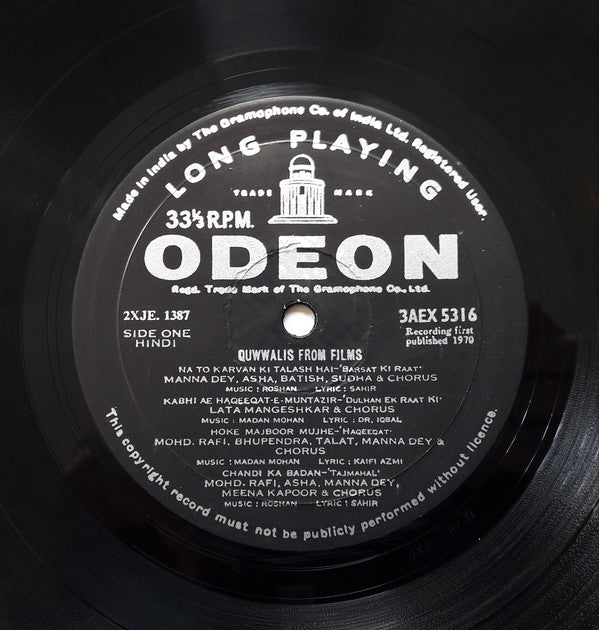 Made in India by The Gramophone Co. of India Ltd. Registered User.
LONG PLAYING
TRADE MARK
33⅓ R.P.M.
ODEON
Regd. Trade Mark of The Gramophone Co., Ltd.
2XJE. 1387
3AEX 5316
SIDE ONE
HINDI
Recording first
published 1970
QUWWALIS FROM FILMS
NA TO KARVAN KI TALASH HAI-'BARSAT KI RAAT'
MANNA DEY, ASHA, BATISH, SUDHA & CHORUS
MUSIC : ROSHAN LYRIC : SAHIR
KABHI AE HAQEEQAT-E-MUNTAZIR-'DULHAN EK RAAT KI'
LATA MANGESHKAR & CHORUS
MUSIC : MADAN MOHAN LYRIC : DR, IQBAL
HOKE MAJBOOR MUJHE-'HAQEEQAT'
MOHD. RAFI, BHUPENDRA, TALAT, MANNA DEY &
CHORUS
MUSIC : MADAN MOHAN LYRIC : KAIFI AZMI
CHANDI KA BADAN-'TAJMAHAL'
MOHD. RAFI, ASHA, MANNA DEY,
MEENA KAPOOR & CHORUS
MUSIC : ROSHAN LYRIC : SAHIR
This copyright record must not be publicly performed without licence.